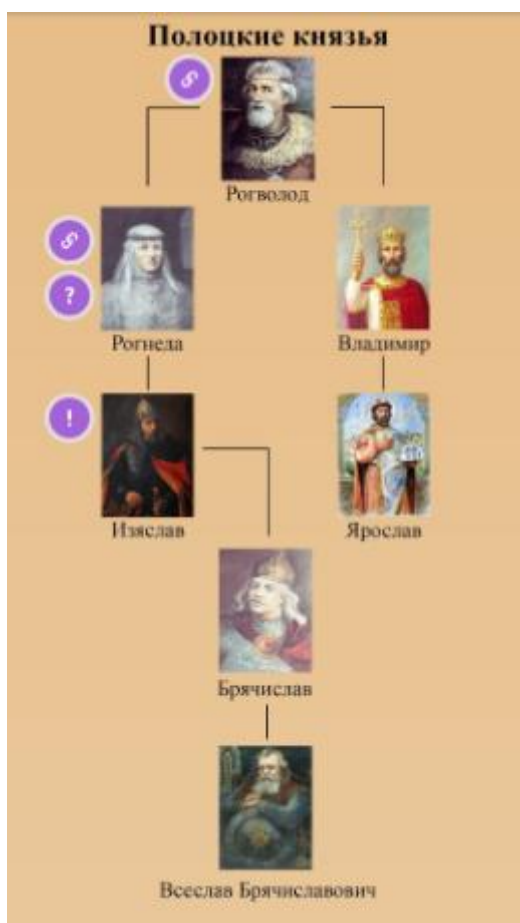 Полоцкие князья
§
Рогволод
§
?
Рогнеда
Владимир
!
Изяслав
Ярослав
Брячислав
Всеслав Брячиславович